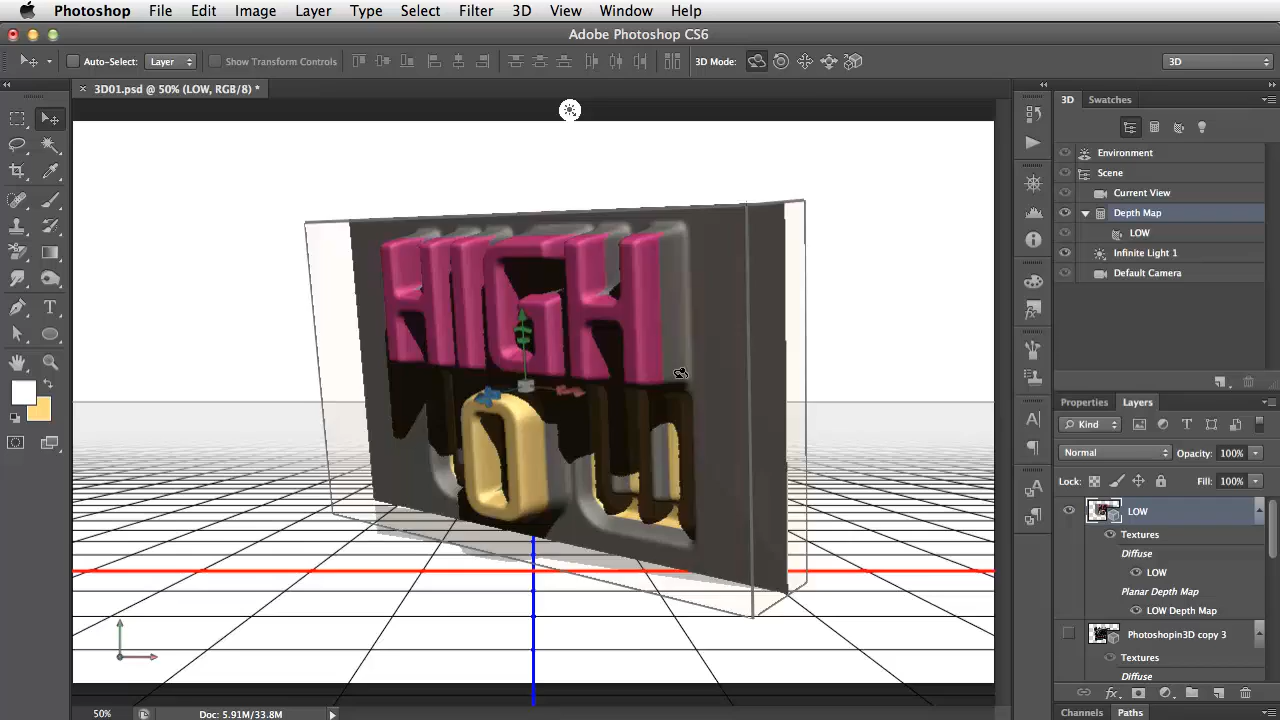 Photoshop File Edit Image Layer Type Select Filter 3D View Window Help
Adobe Photoshop CS6
Auto-Select: Layer Show Transform Controls 3D Mode: 3D
× 3D01.psd @ 50% (LOW, RGB/8) *
3D Swatches
Environment
Scene
Current View
Depth Map
LOW
Infinite Light 1
Default Camera
HIGH
LOW
Properties Layers
Kind
Normal Opacity: 100%
Lock: Fill: 100%
LOW
Textures
Diffuse
LOW
Planar Depth Map
LOW Depth Map
Photoshopin3D copy 3
Textures
Diffuse
50% Doc: 5.91M/33.8M
Channels Paths